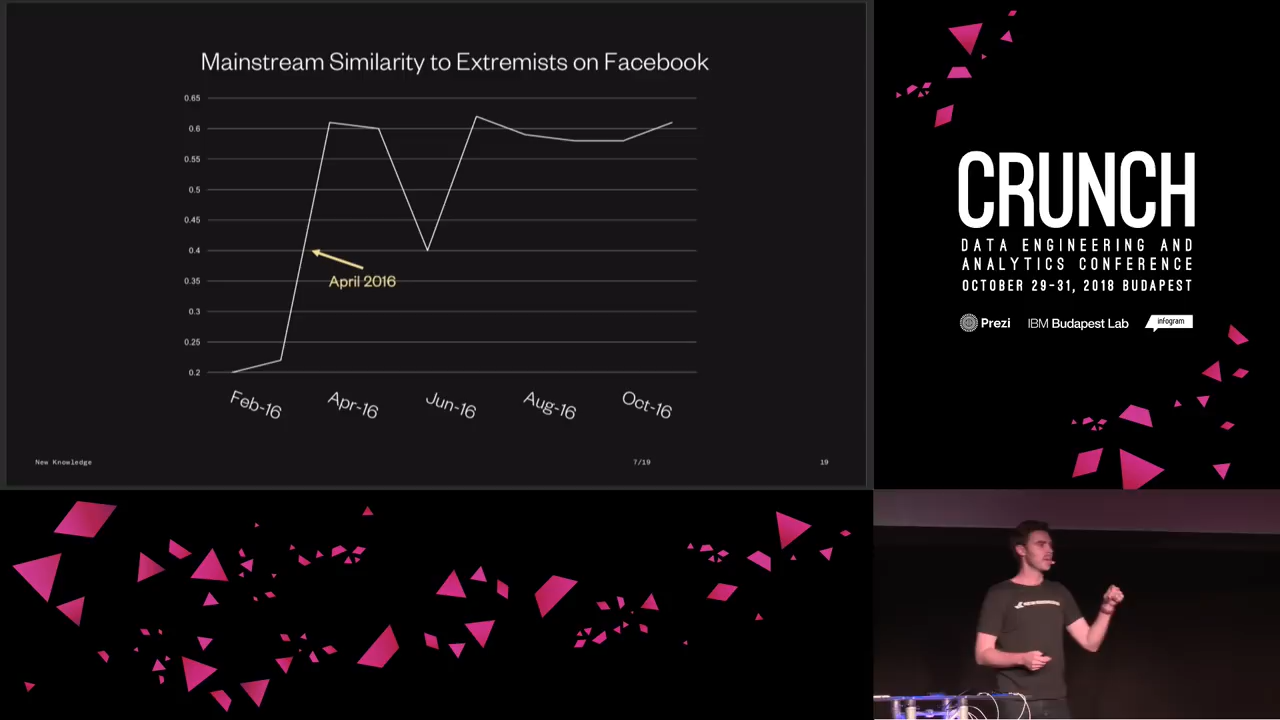 Mainstream Similarity to Extremists on Facebook
0.65
0.6
0.55
0.5
0.45
0.4
0.35
0.3
0.25
0.2
April 2016
Feb-16
Apr-16
Jun-16
Aug-16
Oct-16
New Knowledge
7/19
19
CRUNCH
DATA ENGINEERING AND
ANALYTICS CONFERENCE
OCTOBER 29-31, 2018 BUDAPEST
Prezi
IBM Budapest Lab
infogram